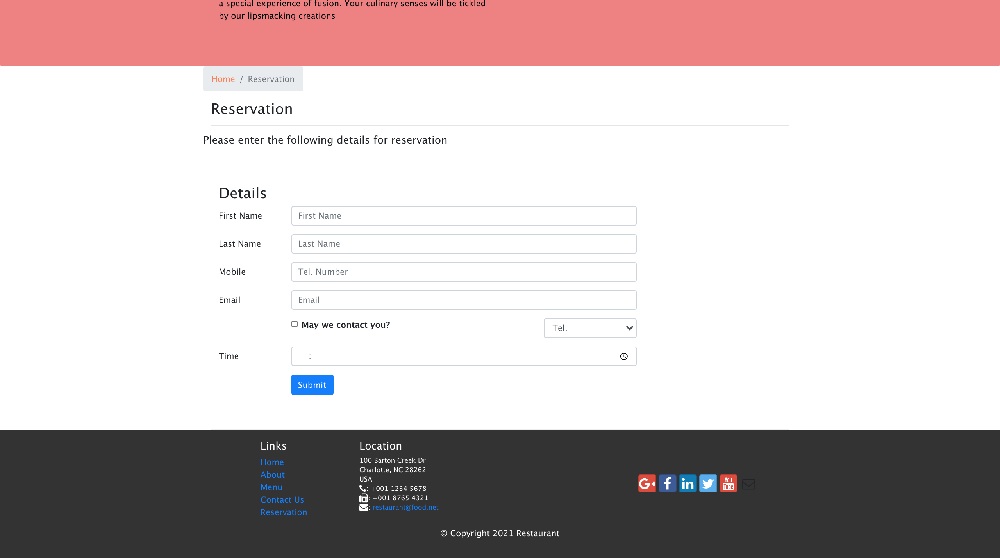 a special experience of fusion. Your culinary senses will be tickled
by our lipsmacking creations
Home / Reservation
Reservation
Please enter the following details for reservation
Details
First Name
First Name
Last Name
Last Name
Mobile
Tel. Number
Email
Email
May we contact you?
Tel.
Time
--:-- --
Submit
Links
Home
About
Menu
Contact Us
Reservation
Location
100 Barton Creek Dr
Charlotte, NC 28262
USA
: +001 1234 5678
: +001 8765 4321
: restaurant@food.net
G+ f in You Tube
© Copyright 2021 Restaurant